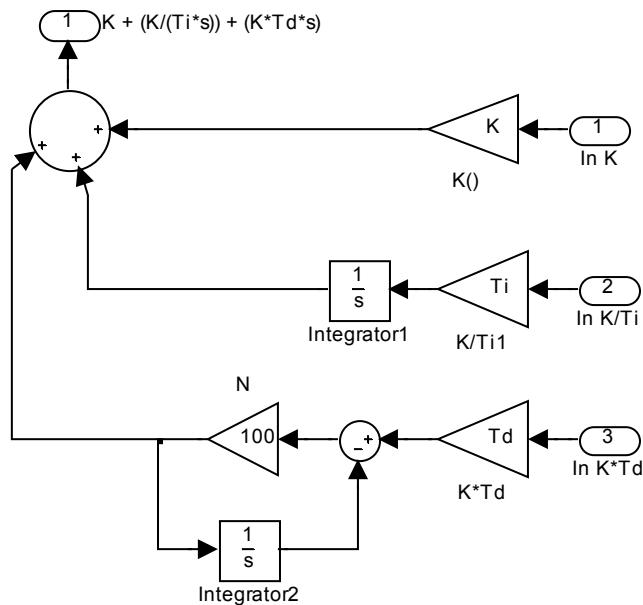 1
K + (K/(Ti*s)) + (K*Td*s)
+
+
+
K
1
In K
K()
1
s
Integrator1
Ti
K/Ti1
2
In K/Ti
N
100
+
−
Td
K*Td
3
In K*Td
1
s
Integrator2